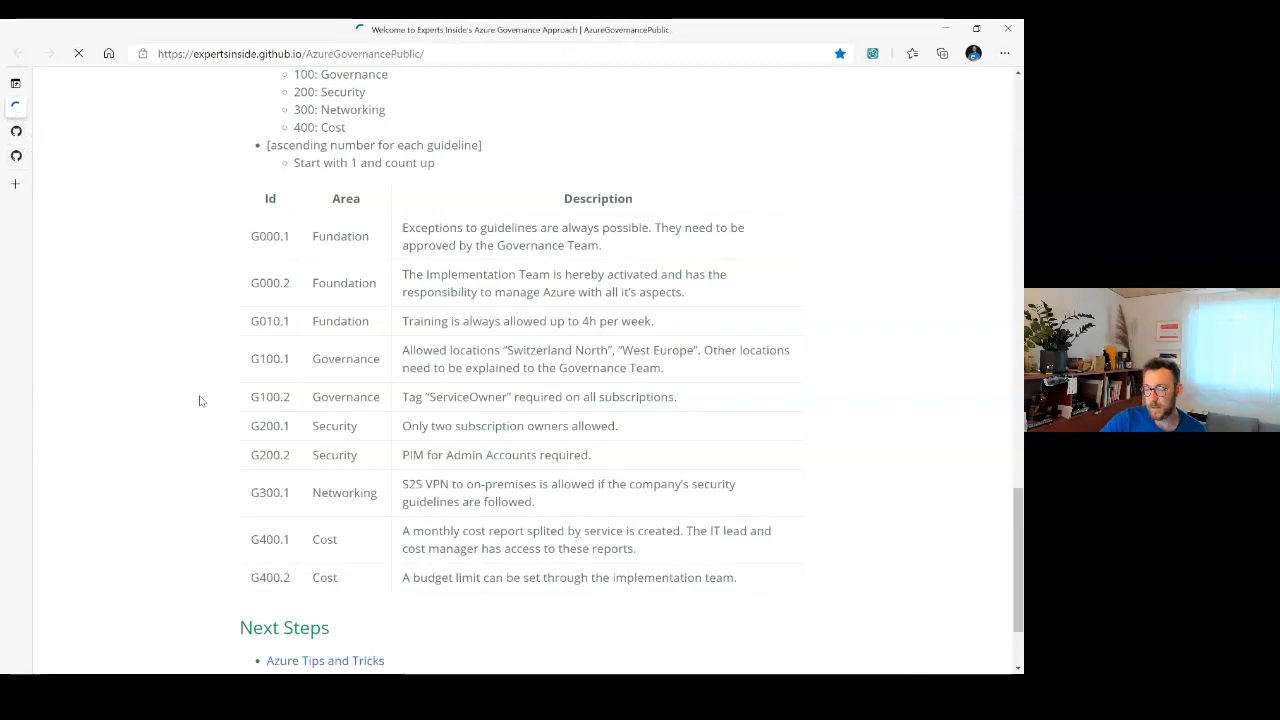 Welcome to Experts Inside's Azure Governance Approach | AzureGovernancePublic
https://expertsinside.github.io/AzureGovernancePublic/
100: Governance
200: Security
300: Networking
400: Cost
[ascending number for each guideline]
Start with 1 and count up
Id Area Description
G000.1 Fundation Exceptions to guidelines are always possible. They need to be
approved by the Governance Team.
G000.2 Foundation The Implementation Team is hereby activated and has the
responsibility to manage Azure with all it's aspects.
G010.1 Fundation Training is always allowed up to 4h per week.
G100.1 Governance Allowed locations “Switzerland North”, “West Europe”. Other locations
need to be explained to the Governance Team.
G100.2 Governance Tag “ServiceOwner” required on all subscriptions.
G200.1 Security Only two subscription owners allowed.
G200.2 Security PIM for Admin Accounts required.
G300.1 Networking S2S VPN to on-premises is allowed if the company's security
guidelines are followed.
G400.1 Cost A monthly cost report splited by service is created. The IT lead and
cost manager has access to these reports.
G400.2 Cost A budget limit can be set through the implementation team.
Next Steps
Azure Tips and Tricks